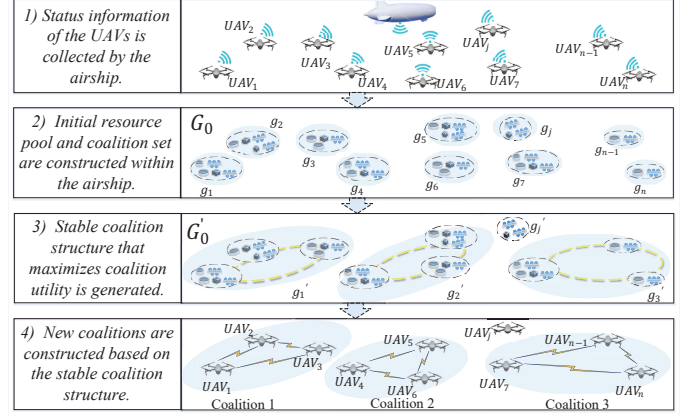 1) Status information
of the UAVs is
collected by the
airship.
UAV₂
UAV₁
UAV₃
UAV₄
UAV₅
UAV₆
UAVⱼ
UAV₇
UAVₙ₋₁
UAVₙ
2) Initial resource
pool and coalition set
are constructed within
the airship.
G₀
g₁
g₂
g₃
g₄
g₅
g₆
gⱼ
g₇
gₙ₋₁
gₙ
3) Stable coalition
structure that
maximizes coalition
utility is generated.
G₀'
g₁'
g₂'
gⱼ'
g₃'
4) New coalitions are
constructed based on
the stable coalition
structure.
UAV₂
UAV₁
UAV₃
Coalition 1
UAV₅
UAV₄
UAV₆
Coalition 2
UAVⱼ
UAVₙ₋₁
UAV₇
UAVₙ
Coalition 3